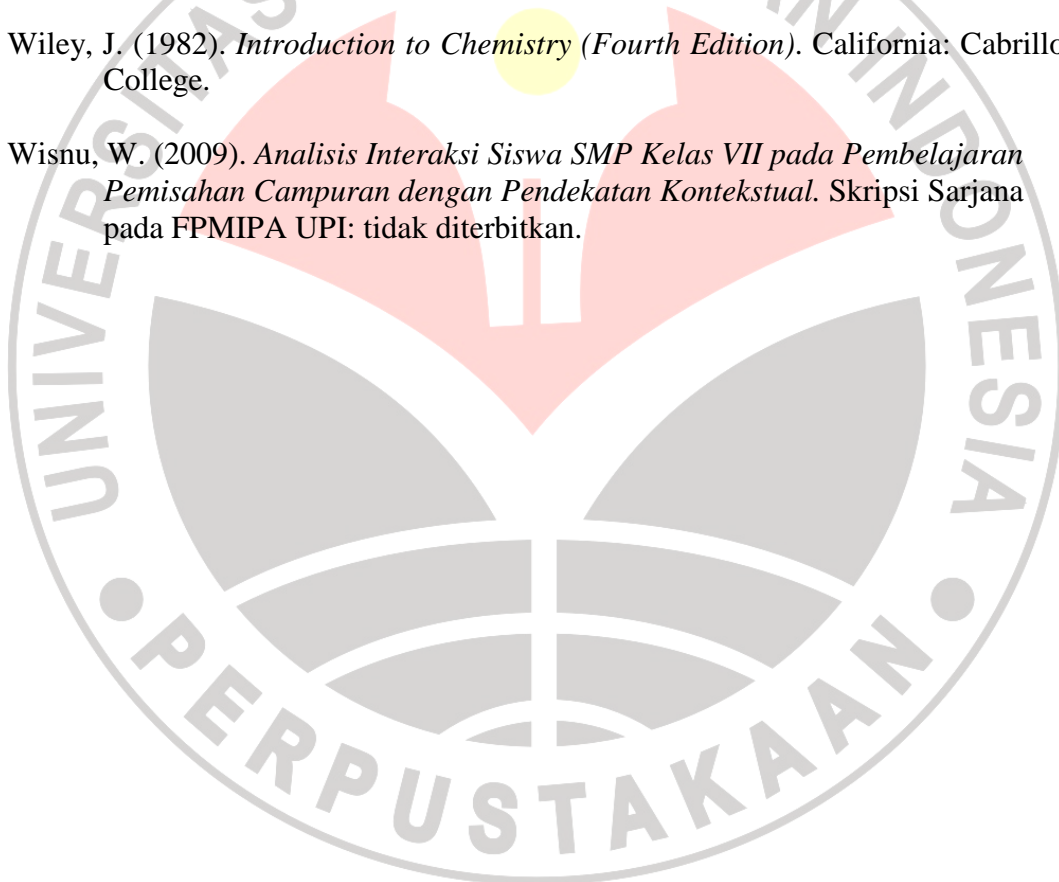 Wiley, J. (1982). Introduction to Chemistry (Fourth Edition). California: Cabrillo
College.
Wisnu, W. (2009). Analisis Interaksi Siswa SMP Kelas VII pada Pembelajaran
Pemisahan Campuran dengan Pendekatan Kontekstual. Skripsi Sarjana
pada FPMIPA UPI: tidak diterbitkan.
UNIVERSITAS
INDONESIA
PERPUSTAKAAN